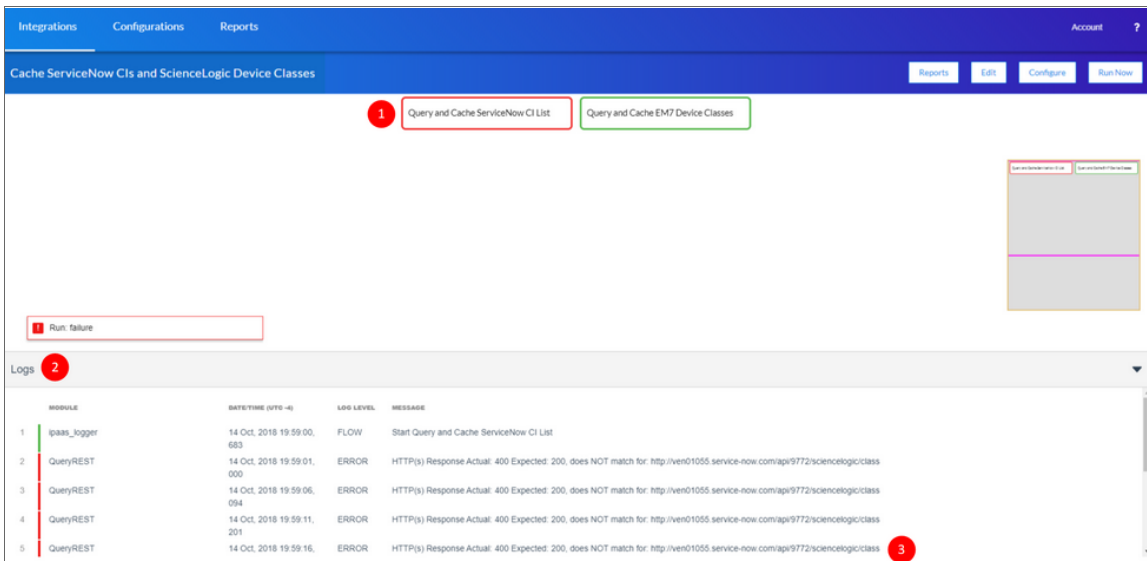 Integrations Configurations Reports Account ?
Cache ServiceNow CIs and ScienceLogic Device Classes Reports Edit Configure Run Now
1 Query and Cache ServiceNow CI List Query and Cache EM7 Device Classes
! Run: failure
Logs 2
MODULE DATE/TIME (UTC -4) LOG LEVEL MESSAGE
1 ipaas_logger 14 Oct, 2018 19:59:00, FLOW Start Query and Cache ServiceNow CI List
683
2 QueryREST 14 Oct, 2018 19:59:01, ERROR HTTP(s) Response Actual: 400 Expected: 200, does NOT match for: http://ven01055.service-now.com/api/9772/sciencelogic/class
000
3 QueryREST 14 Oct, 2018 19:59:06, ERROR HTTP(s) Response Actual: 400 Expected: 200, does NOT match for: http://ven01055.service-now.com/api/9772/sciencelogic/class
094
4 QueryREST 14 Oct, 2018 19:59:11, ERROR HTTP(s) Response Actual: 400 Expected: 200, does NOT match for: http://ven01055.service-now.com/api/9772/sciencelogic/class
201
5 QueryREST 14 Oct, 2018 19:59:16, ERROR HTTP(s) Response Actual: 400 Expected: 200, does NOT match for: http://ven01055.service-now.com/api/9772/sciencelogic/class 3